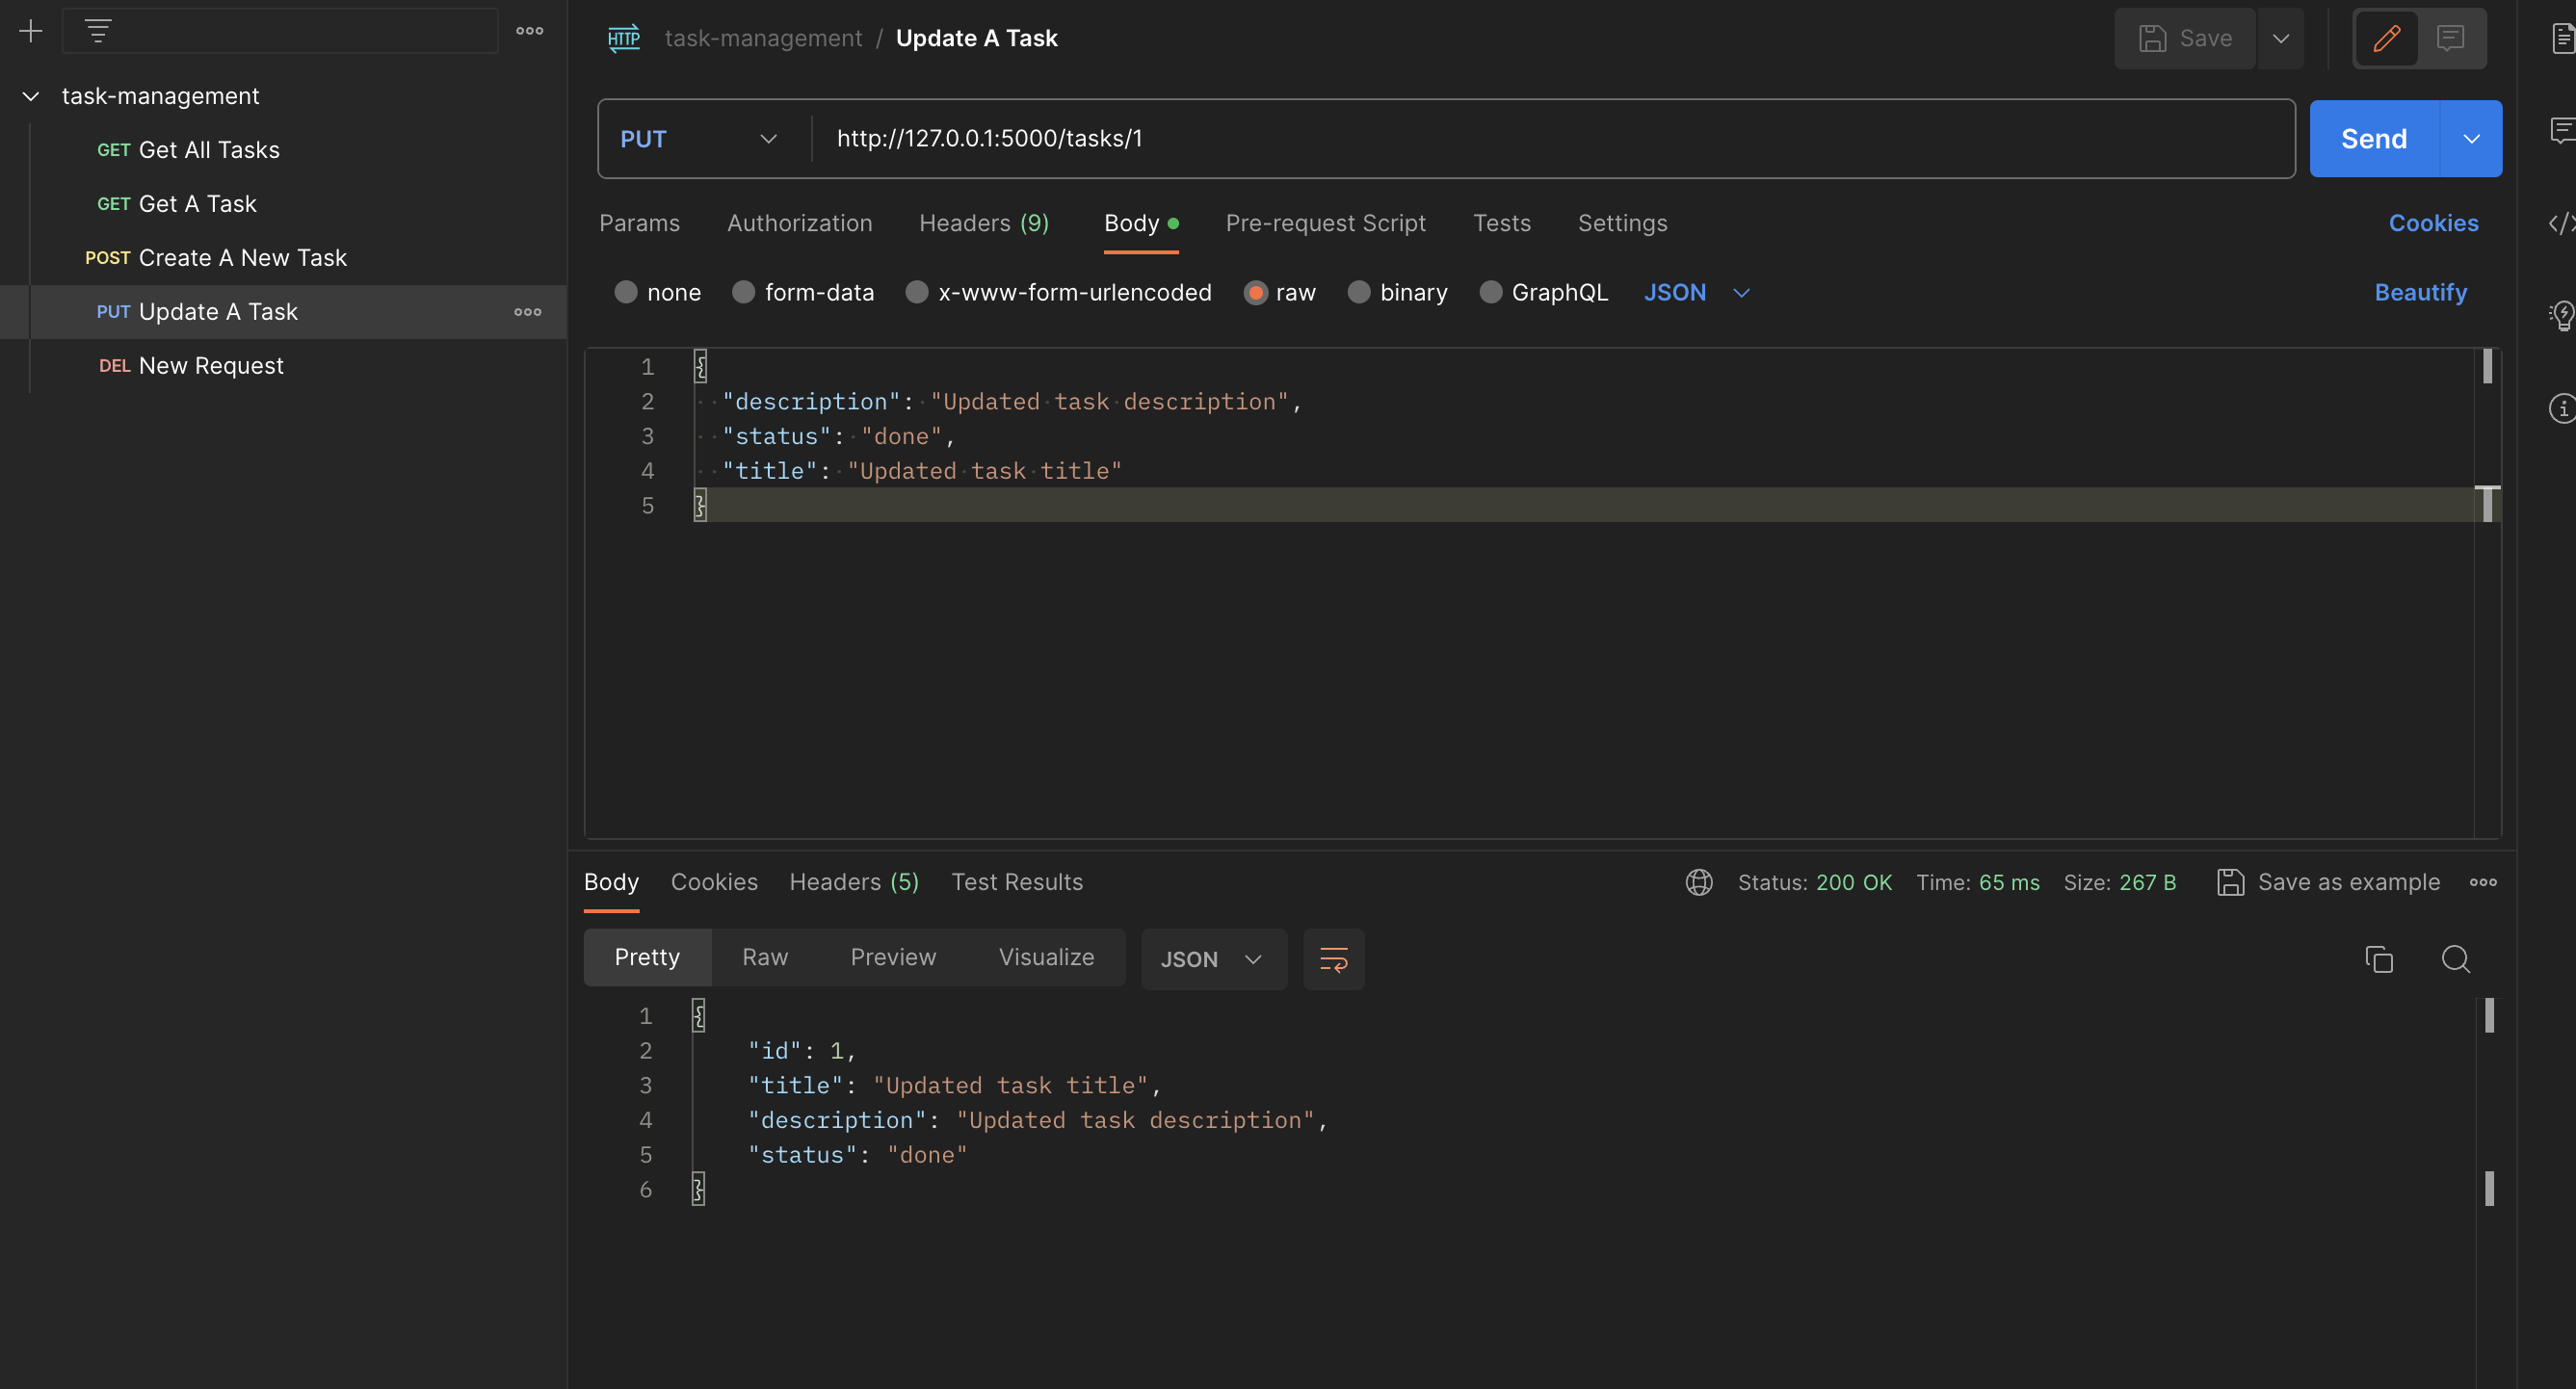 task-management
GET Get All Tasks
GET Get A Task
POST Create A New Task
PUT Update A Task
DEL New Request
HTTP task-management / Update A Task
Save
PUT http://127.0.0.1:5000/tasks/1
Send
Params Authorization Headers (9) Body Pre-request Script Tests Settings Cookies
none form-data x-www-form-urlencoded raw binary GraphQL JSON Beautify
1 {
2 "description": "Updated task description",
3 "status": "done",
4 "title": "Updated task title"
5 }
Body Cookies Headers (5) Test Results Status: 200 OK Time: 65 ms Size: 267 B Save as example
Pretty Raw Preview Visualize JSON
1 {
2 "id": 1,
3 "title": "Updated task title",
4 "description": "Updated task description",
5 "status": "done"
6 }